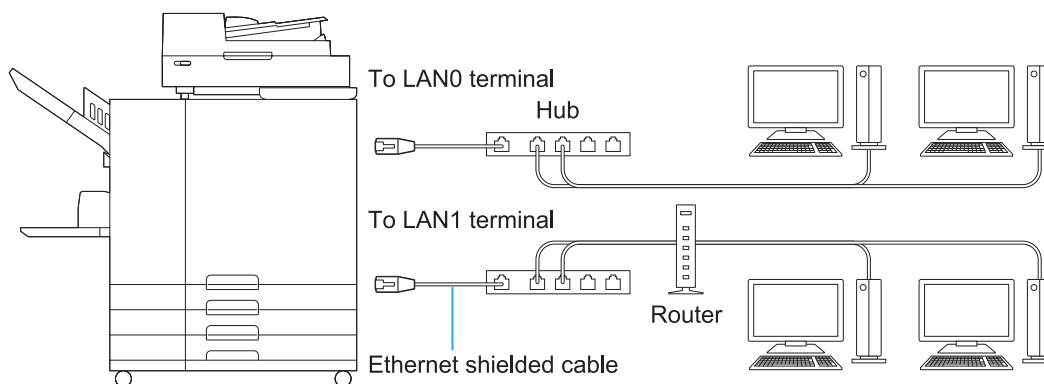 To LAN0 terminal
Hub
To LAN1 terminal
Router
Ethernet shielded cable